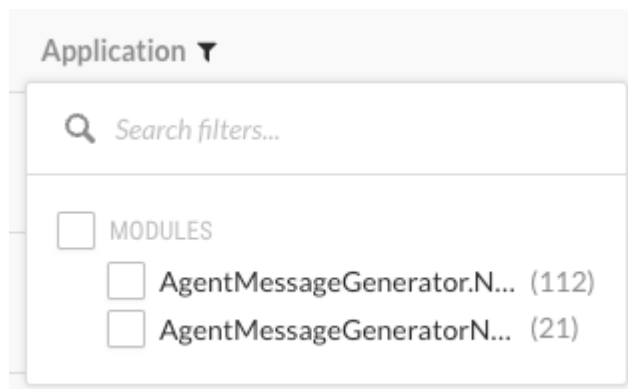 Application
Search filters...
MODULES
AgentMessageGenerator.N... (112)
AgentMessageGeneratorN... (21)